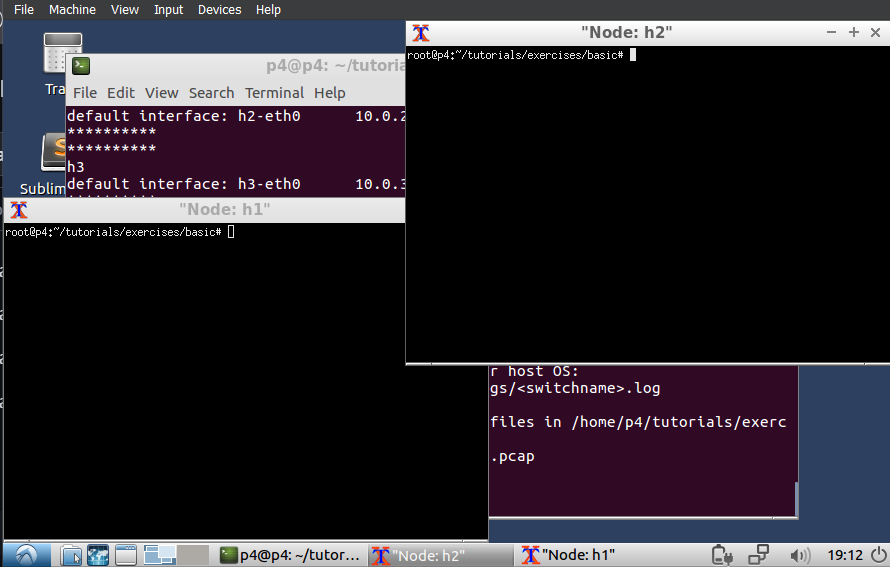 File Machine View Input Devices Help
"Node: h2"
root@p4:~/tutorials/exercises/basic#
p4@p4: ~/tutoria
Tra
File Edit View Search Terminal Help
default interface: h2-eth0 10.0.2
**********
**********
h3
default interface: h3-eth0 10.0.3
Sublim
"Node: h1"
root@p4:~/tutorials/exercises/basic#
r host OS:
gs/<switchname>.log
files in /home/p4/tutorials/exerc
.pcap
p4@p4: ~/tutor...
"Node: h2"
"Node: h1"
19:12